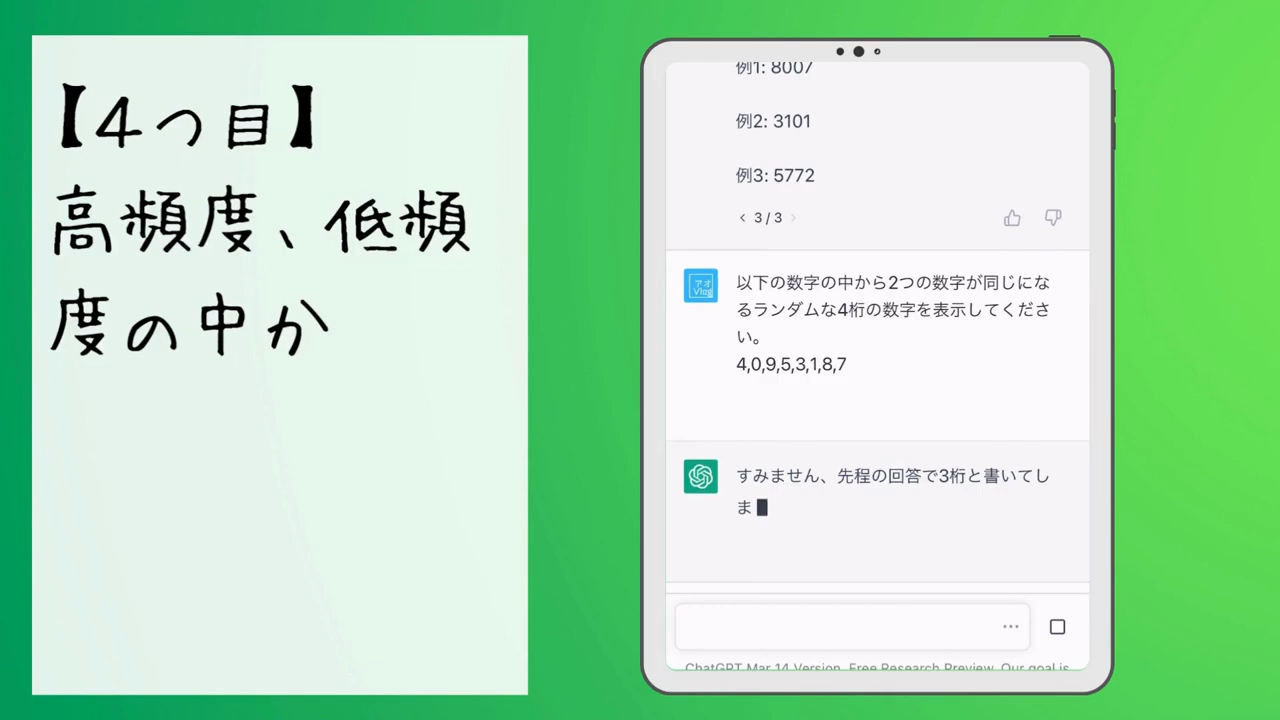 【4つ目】
高頻度、低頻
度の中か
例1: 8007
例2: 3101
例3: 5772
< 3 / 3 >
アオ
Vlog
以下の数字の中から2つの数字が同じにな
るランダムな4桁の数字を表示してくださ
い。
4,0,9,5,3,1,8,7
すみません、先程の回答で3桁と書いてし
ま
ChatGPT Mar 14 Version. Free Research Preview. Our goal is